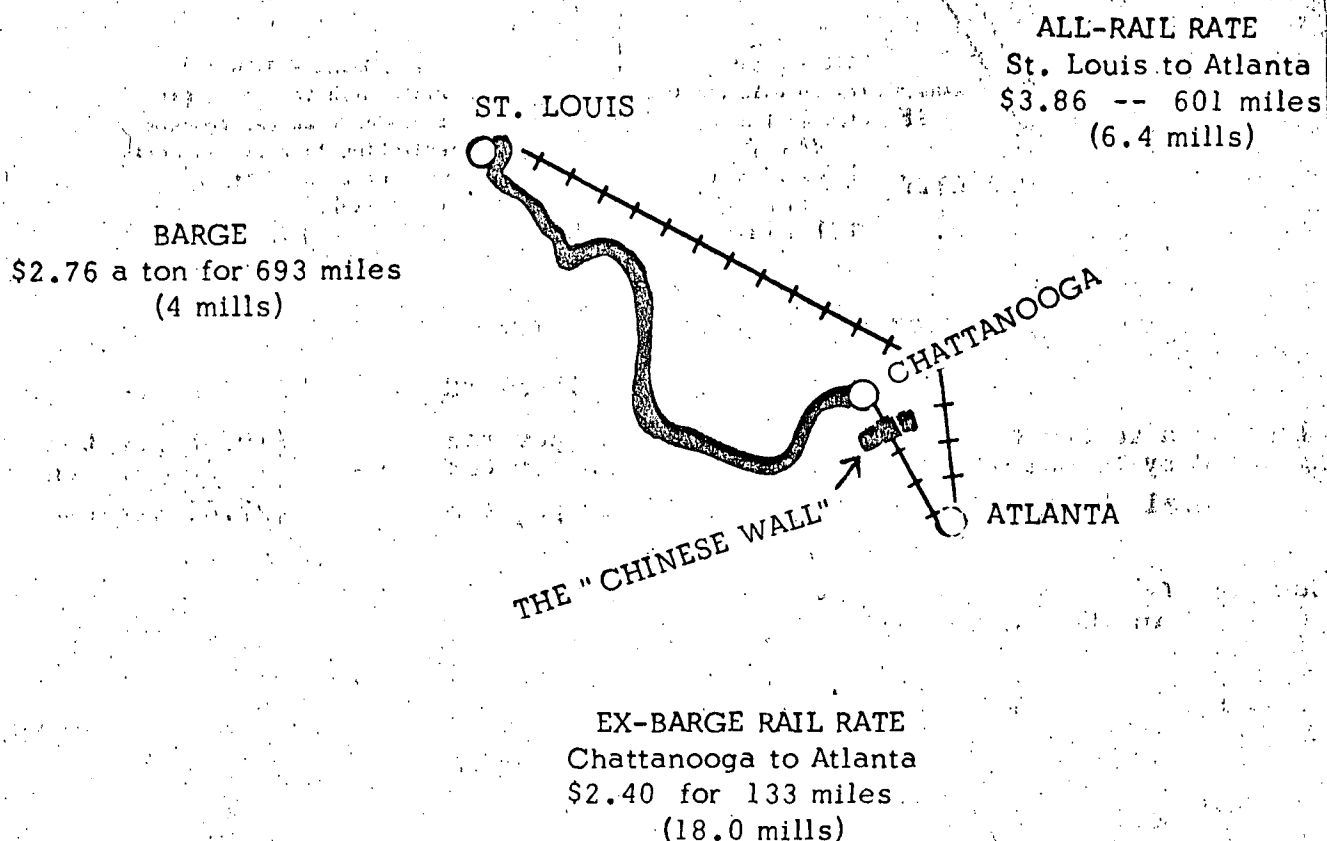 ALL-RAIL RATE
St. Louis to Atlanta
$3.86 -- 601 miles
(6.4 mills)
ST. LOUIS
BARGE
$2.76 a ton for 693 miles
(4 mills)
CHATTANOOGA
ATLANTA
THE "CHINESE WALL"
EX-BARGE RAIL RATE
Chattanooga to Atlanta
$2.40 for 133 miles
(18.0 mills)